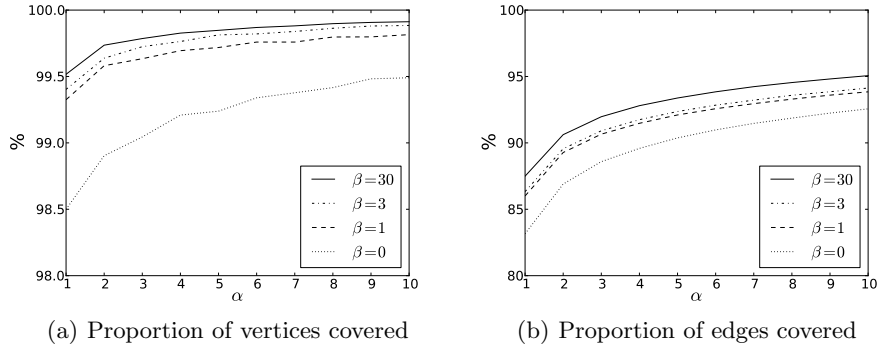 100.0
99.5
99.0
98.5
98.0
%
1 2 3 4 5 6 7 8 9 10
α
β=30
β=3
β=1
β=0
(a) Proportion of vertices covered
100
95
90
85
80
%
1 2 3 4 5 6 7 8 9 10
α
β=30
β=3
β=1
β=0
(b) Proportion of edges covered